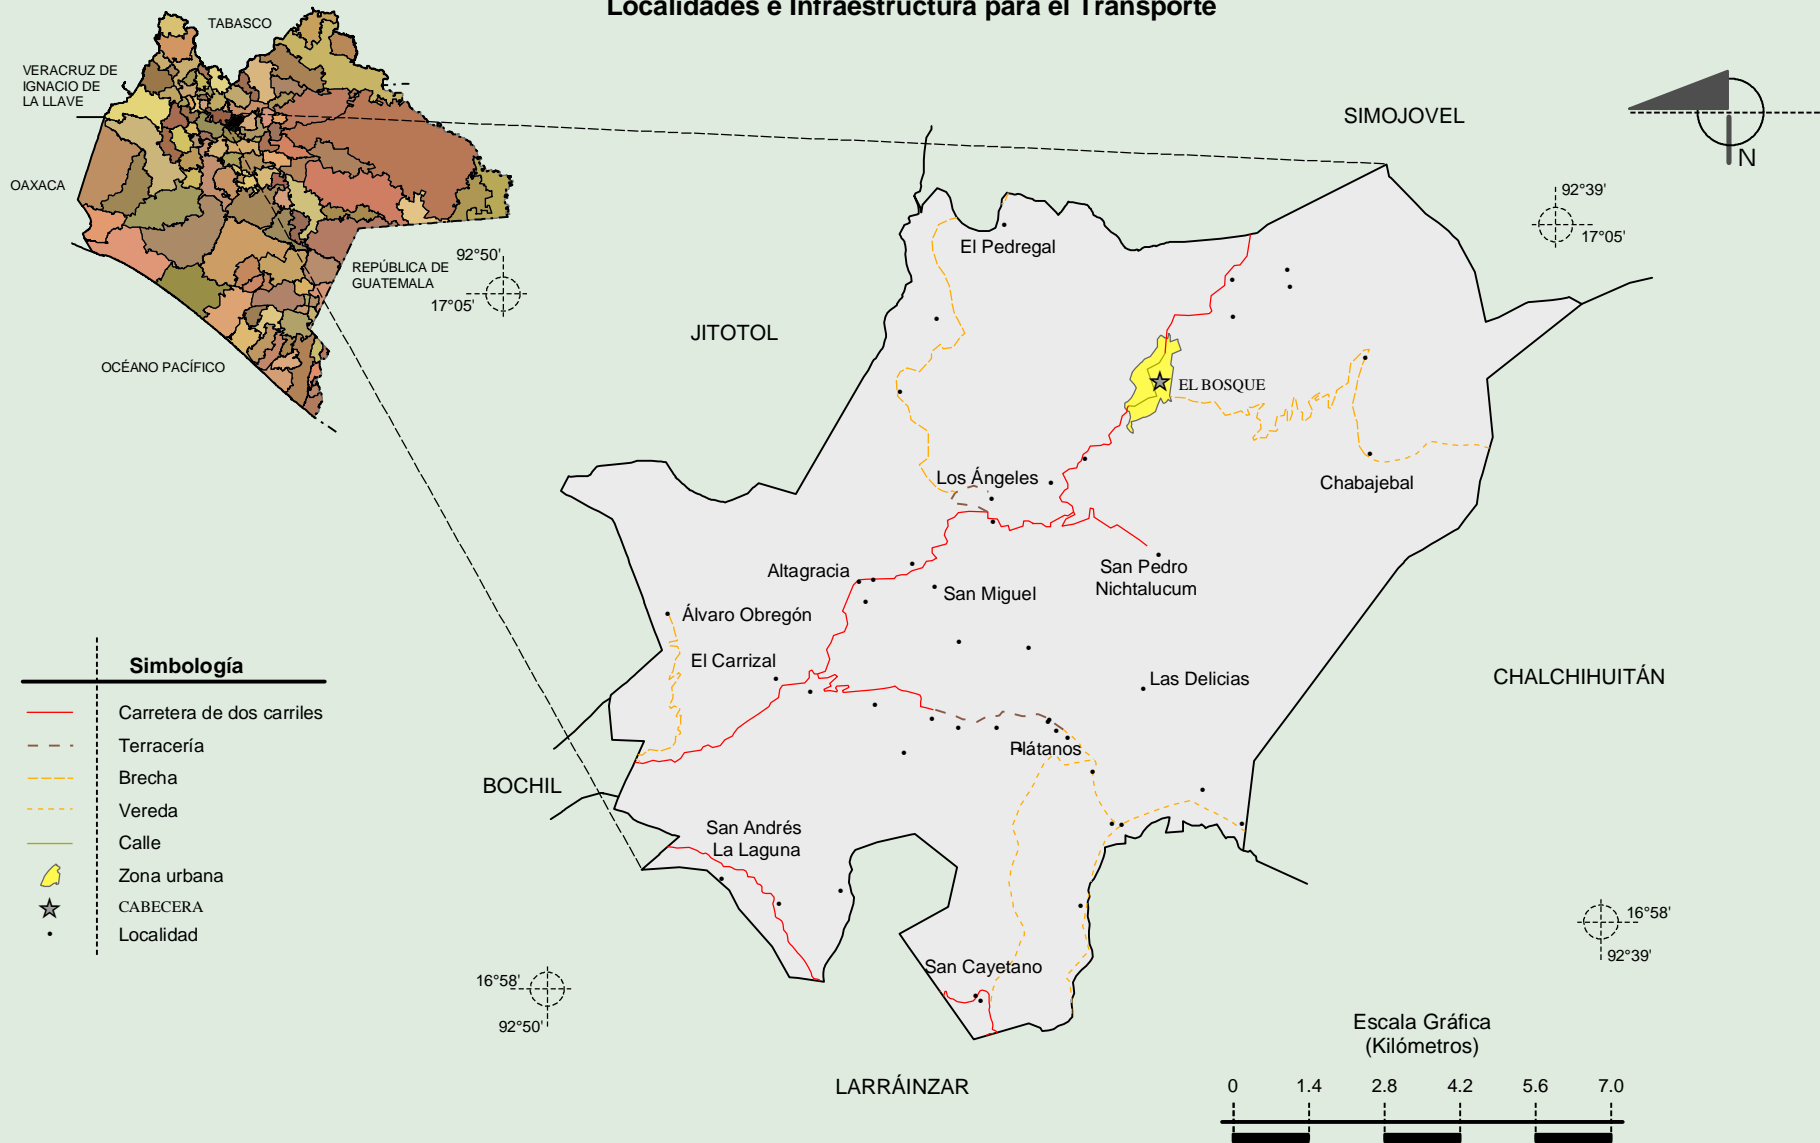 Localidades e Infraestructura para el Transporte
TABASCO
VERACRUZ DE
IGNACIO DE
LA LLAVE
OAXACA
REPÚBLICA DE
GUATEMALA
OCÉANO PACÍFICO
92°50'
17°05'
SIMOJOVEL
N
92°39'
17°05'
El Pedregal
JITOTOL
EL BOSQUE
Los Ángeles
Chabajebal
Altagracia
San Pedro
Nichtalucum
San Miguel
Álvaro Obregón
El Carrizal
Las Delicias
CHALCHIHUITÁN
Plátanos
BOCHIL
San Andrés
La Laguna
San Cayetano
LARRÁINZAR
Simbología
Carretera de dos carriles
Terracería
Brecha
Vereda
Calle
Zona urbana
CABECERA
Localidad
16°58'
92°50'
16°58'
92°39'
Escala Gráfica
(Kilómetros)
0 1.4 2.8 4.2 5.6 7.0